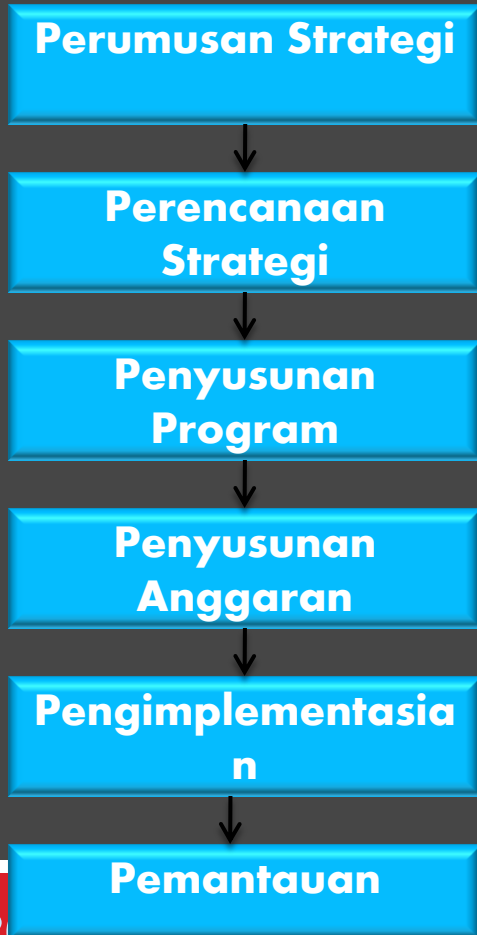 Perumusan Strategi
Perencanaan
Strategi
Penyusunan
Program
Penyusunan
Anggaran
Pengimplementasia
n
Pemantauan